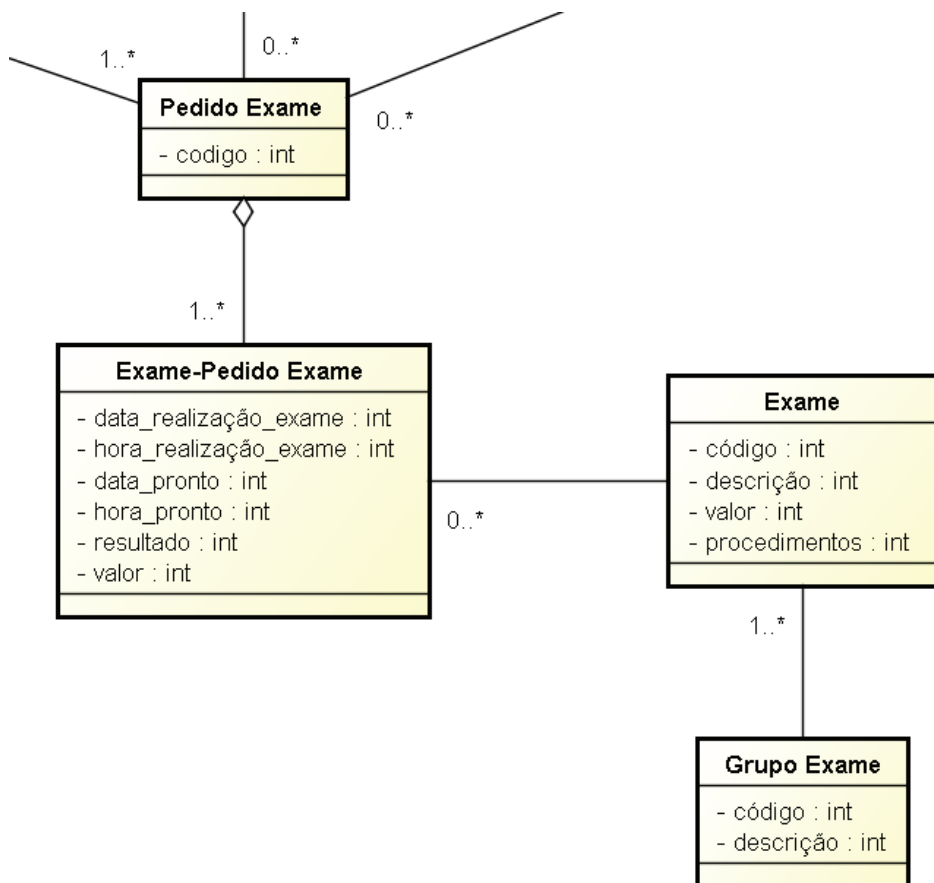 1..*
0..*
0..*
Pedido Exame
- codigo : int
1..*
Exame-Pedido Exame
- data_realização_exame : int
- hora_realização_exame : int
- data_pronto : int
- hora_pronto : int
- resultado : int
- valor : int
0..*
Exame
- código : int
- descrição : int
- valor : int
- procedimentos : int
1..*
Grupo Exame
- código : int
- descrição : int